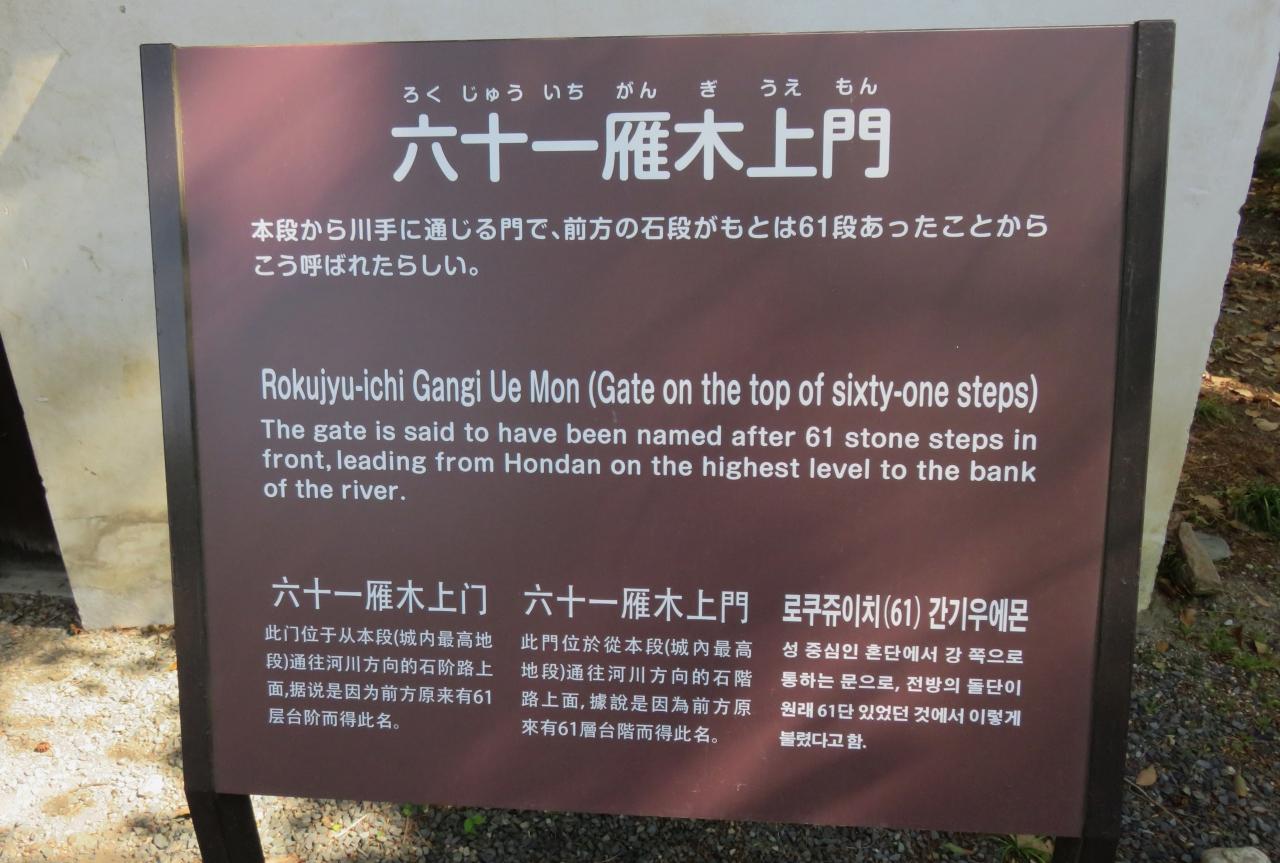 ろく じゅう いち がん ぎ うえ もん
六十一雁木上門
本段から川手に通じる門で、前方の石段がもとは61段あったことから
こう呼ばれたらしい。
Rokujyu-ichi Gangi Ue Mon (Gate on the top of sixty-one steps)
The gate is said to have been named after 61 stone steps in
front, leading from Hondan on the highest level to the bank
of the river.
六十一雁木上门
此门位于从本段(城内最高地
段)通往河川方向的石阶路上
面,据说是因为前方原来有61
层台阶而得此名。
六十一雁木上門
此門位於從本段(城內最高
地段)通往河川方向的石階
路上面,據說是因為前方原
來有61層台階而得此名。
로쿠쥬이치(61) 간기우에몬
성 중심인 혼단에서 강 쪽으로
통하는 문으로, 전방의 돌단이
원래 61단 있었던 것에서 이렇게
불렸다고 함.